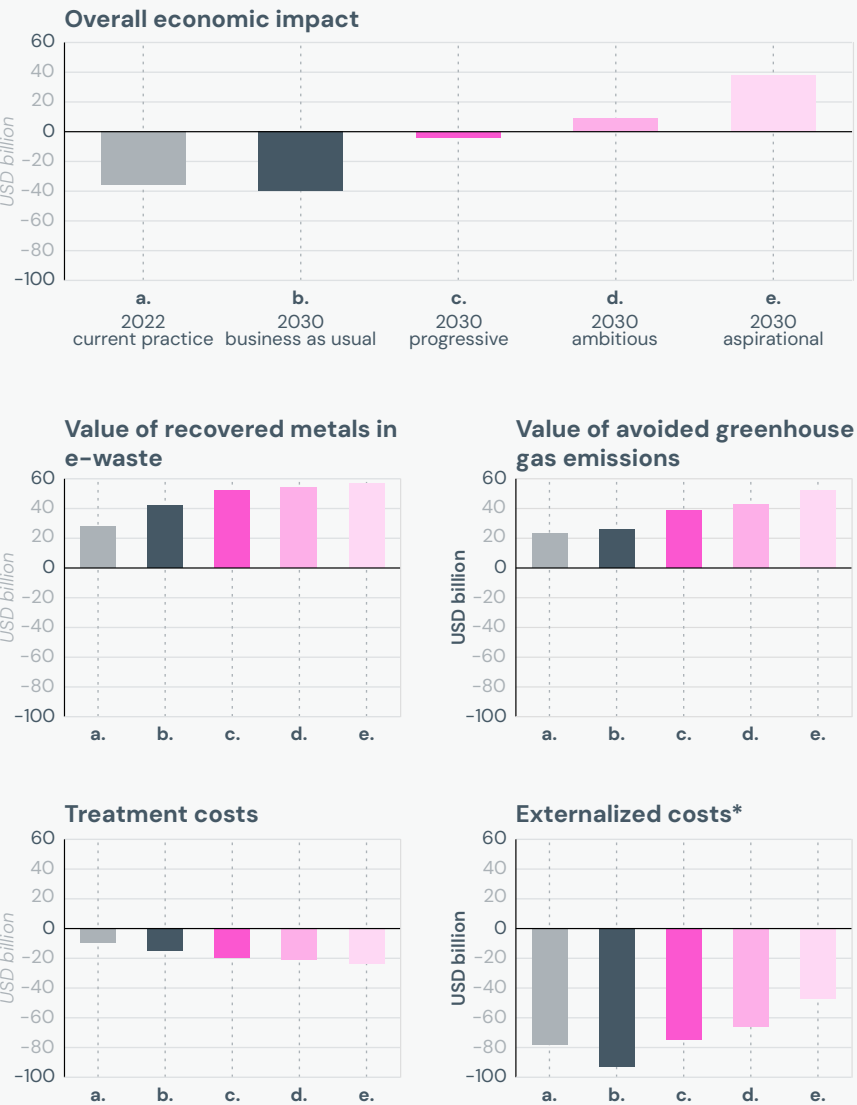 Overall economic impact
60
40
20
0
-20
-40
-60
-80
-100
USD billion
a.
2022
current practice
b.
2030
business as usual
c.
2030
progressive
d.
2030
ambitious
e.
2030
aspirational
Value of recovered metals in
e-waste
60
40
20
0
-20
-40
-60
-80
-100
USD billion
a. b. c. d. e.
Value of avoided greenhouse
gas emissions
60
40
20
0
-20
-40
-60
-80
-100
USD billion
a. b. c. d. e.
Treatment costs
60
40
20
0
-20
-40
-60
-80
-100
USD billion
a. b. c. d. e.
Externalized costs*
60
40
20
0
-20
-40
-60
-80
-100
USD billion
a. b. c. d. e.